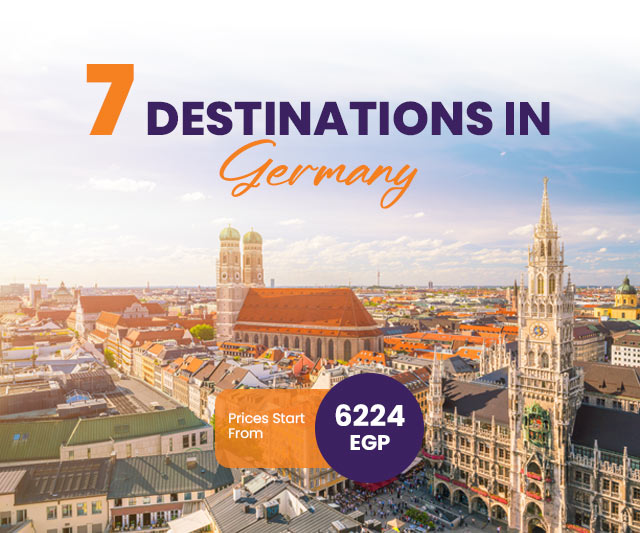 7 DESTINATIONS IN
Germany
Prices Start
From
6224
EGP